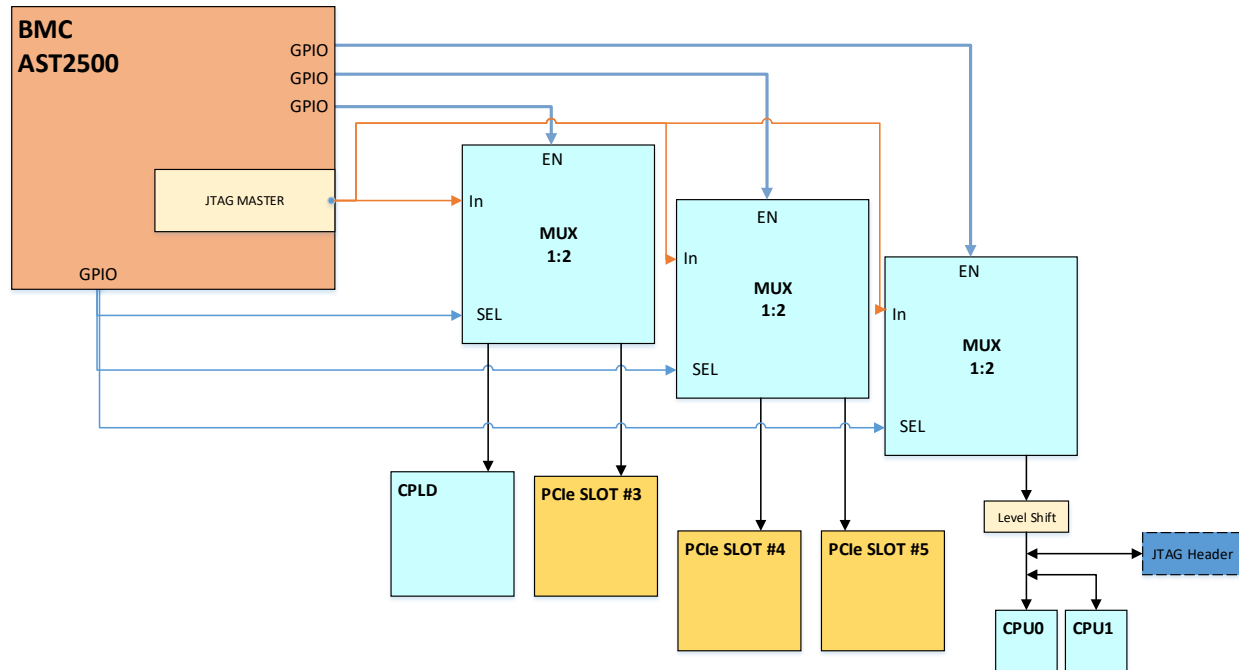 BMC
AST2500
GPIO
GPIO
GPIO
JTAG MASTER
GPIO
EN
In
MUX
1:2
SEL
EN
In
MUX
1:2
SEL
EN
In
MUX
1:2
SEL
CPLD
PCIe SLOT #3
PCIe SLOT #4
PCIe SLOT #5
Level Shift
JTAG Header
CPU0
CPU1